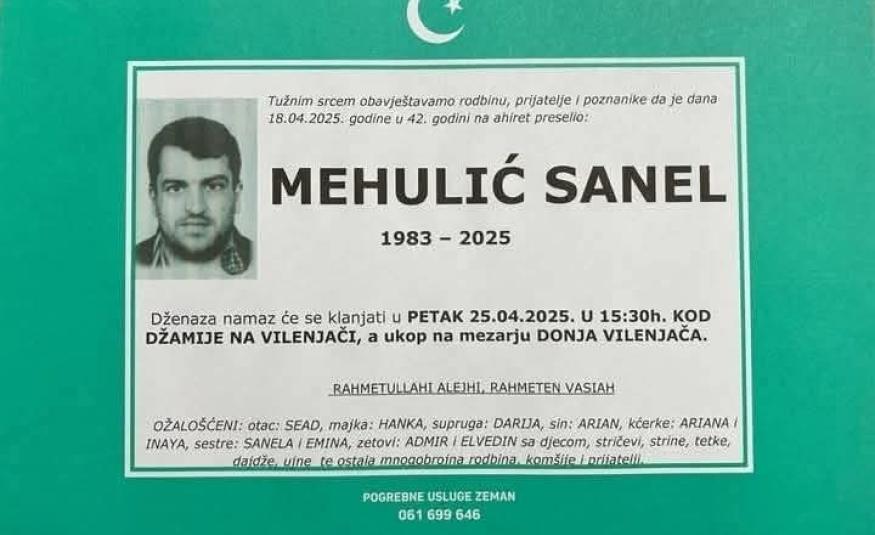 Tužnim srcem obavještavamo rodbinu, prijatelje i poznanike da je dana
18.04.2025. godine u 42. godini na ahiret preselio:
MEHULIĆ SANEL
1983 – 2025
Dženaza namaz će se klanjati u PETAK 25.04.2025. U 15:30h. KOD
DŽAMIJE NA VILENJAČI, a ukop na mezarju DONJA VILENJAČA.
RAHMETULLAHI ALEJHI, RAHMETEN VASIAH
OŽALOŠĆENI: otac: SEAD, majka: HANKA, supruga: DARIJA, sin: ARIAN, kćerke: ARIANA i
INAYA, sestre: SANELA i EMINA, zetovi: ADMIR i ELVEDIN sa djecom, stričevi, strine, tetke,
dajdže, ujne te ostala mnogobrojna rodbina, komšije i prijatelji.
POGREBNE USLUGE ZEMAN
061 699 646